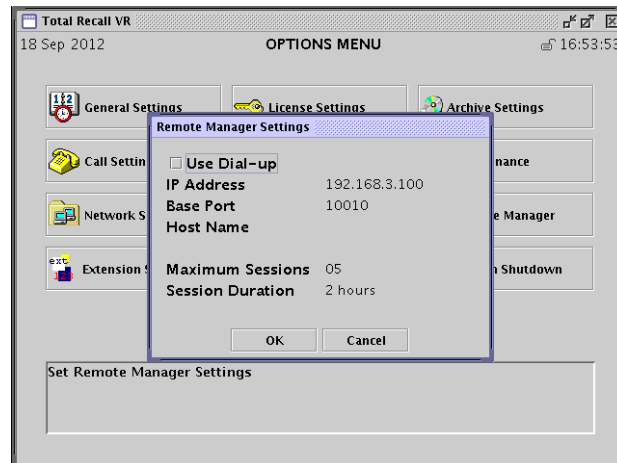 Total Recall VR
18 Sep 2012 OPTIONS MENU 16:53:53
General Settings License Settings Archive Settings
Remote Manager Settings
Call Settin nance
Use Dial-up
IP Address 192.168.3.100
Base Port 10010
Network S e Manager
Host Name
Extension Shutdown
Maximum Sessions 05
Session Duration 2 hours
OK Cancel
Set Remote Manager Settings